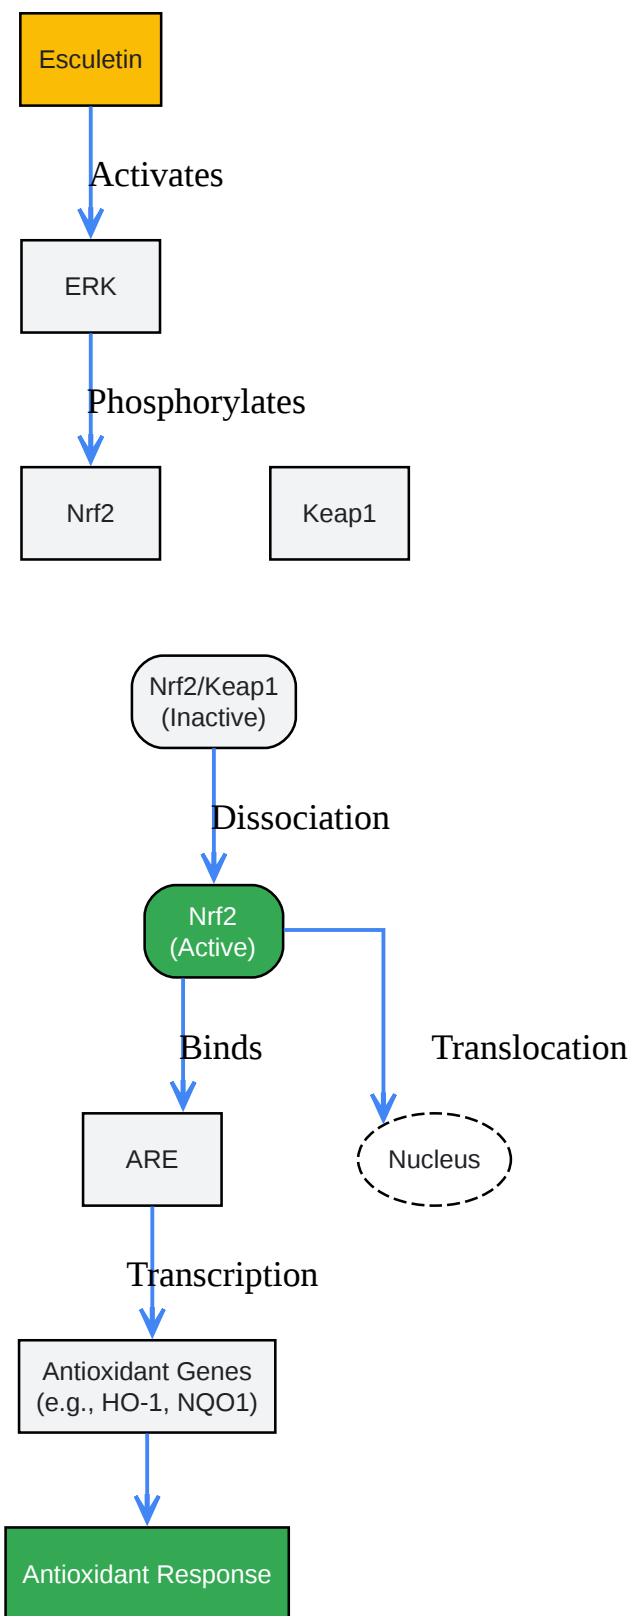 Esculetin
Activates
ERK
Phosphorylates
Nrf2
Keap1
Nrf2/Keap1
(Inactive)
Dissociation
Nrf2
(Active)
Binds
Translocation
ARE
Nucleus
Transcription
Antioxidant Genes
(e.g., HO-1, NQO1)
Antioxidant Response